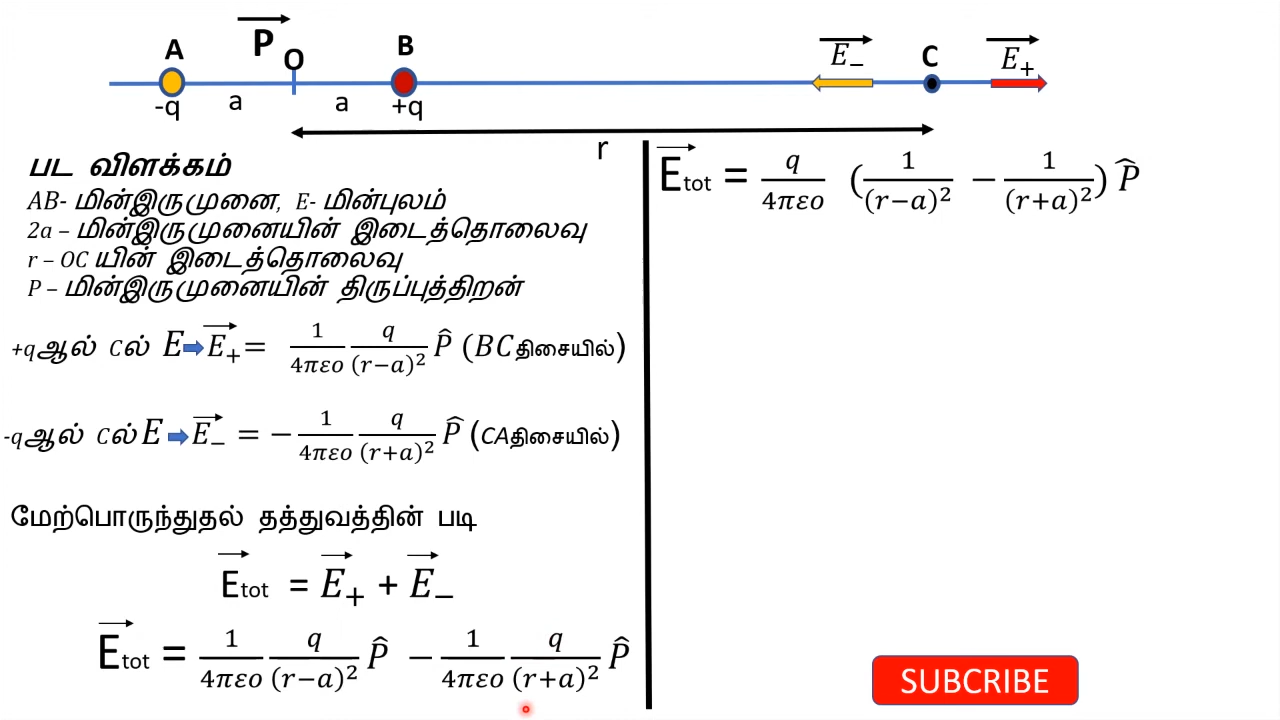 A P O B E₋ C E₊
-q a a +q
r
பட விளக்கம்
AB- மின்இருமுனை, E- மின்புலம்
2a – மின்இருமுனையின் இடைத்தொலைவு
r – OC யின் இடைத்தொலைவு
P – மின்இருமுனையின் திருப்புத்திறன்
+qஆல் Cல் E➡E₊= 1/4πεo q/(r−a)² P̂ (BCதிசையில்)
-qஆல் Cல்E➡E₋ = − 1/4πεo q/(r+a)² P̂ (CAதிசையில்)
மேற்பொருந்துதல் தத்துவத்தின் படி
Etot = E₊ + E₋
Etot = 1/4πεo q/(r−a)² P̂ − 1/4πεo q/(r+a)² P̂
Etot = q/4πεo (1/(r−a)² − 1/(r+a)²) P̂
SUBCRIBE